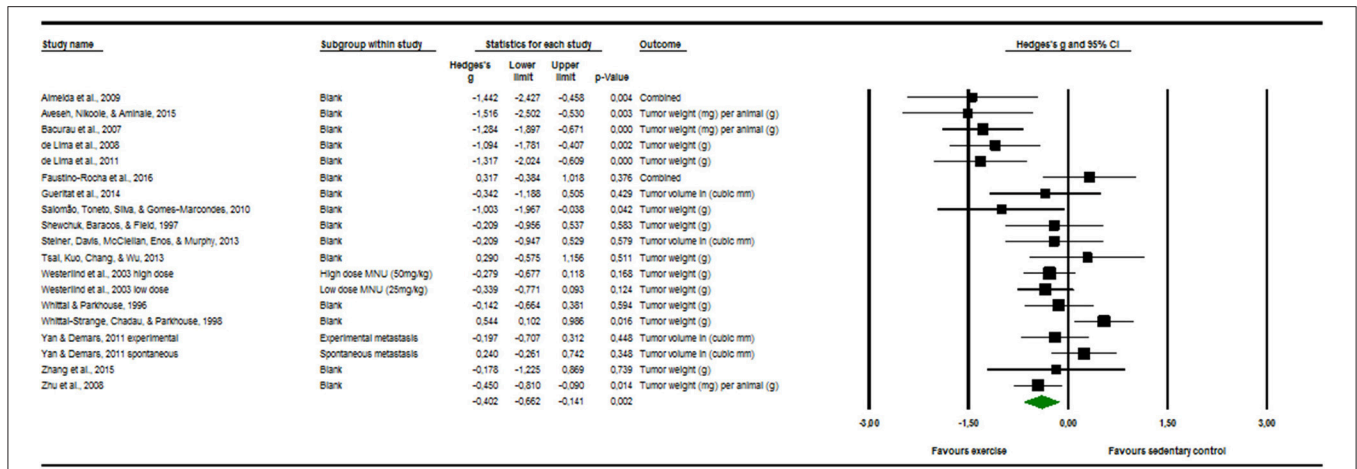 Study name Subgroup within study Statistics for each study Outcome Hedges's g and 95% CI
Hedges's g Lower limit Upper limit p-Value
Almeida et al., 2009 Blank -1,442 -2,427 -0,458 0,004 Combined
Aveseh, Nikooie, & Aminaie, 2015 Blank -1,516 -2,502 -0,530 0,003 Tumor weight (mg) per animal (g)
Bacurau et al., 2007 Blank -1,284 -1,897 -0,671 0,000 Tumor weight (mg) per animal (g)
de Lima et al., 2008 Blank -1,094 -1,781 -0,407 0,002 Tumor weight (g)
de Lima et al., 2011 Blank -1,317 -2,024 -0,609 0,000 Tumor weight (g)
Faustino-Rocha et al., 2016 Blank 0,317 -0,384 1,018 0,376 Combined
Gueritat et al., 2014 Blank -0,342 -1,188 0,505 0,429 Tumor volume in (cubic mm)
Salomão, Toneto, Silva, & Gomes-Marcondes, 2010 Blank -1,003 -1,967 -0,038 0,042 Tumor weight (g)
Shewchuk, Baracos, & Field, 1997 Blank -0,209 -0,956 0,537 0,583 Tumor weight (g)
Steiner, Davis, McClellan, Enos, & Murphy, 2013 Blank -0,209 -0,947 0,529 0,579 Tumor volume in (cubic mm)
Tsai, Kuo, Chang, & Wu, 2013 Blank 0,290 -0,575 1,156 0,511 Tumor weight (g)
Westerlind et al., 2003 high dose High dose MNU (50mg/kg) -0,279 -0,677 0,118 0,168 Tumor weight (g)
Westerlind et al., 2003 low dose Low dose MNU (25mg/kg) -0,339 -0,771 0,093 0,124 Tumor weight (g)
Whittal & Parkhouse, 1996 Blank -0,142 -0,664 0,381 0,594 Tumor weight (g)
Whittal-Strange, Chadau, & Parkhouse, 1998 Blank 0,544 0,102 0,986 0,016 Tumor weight (g)
Yan & Demars, 2011 experimental Experimental metastasis -0,197 -0,707 0,312 0,448 Tumor volume in (cubic mm)
Yan & Demars, 2011 spontaneous Spontaneous metastasis 0,240 -0,261 0,742 0,348 Tumor volume in (cubic mm)
Zhang et al., 2015 Blank -0,178 -1,225 0,869 0,739 Tumor weight (g)
Zhu et al., 2008 Blank -0,450 -0,810 -0,090 0,014 Tumor weight (mg) per animal (g)
-0,402 -0,662 -0,141 0,002
-3,00 -1,50 0,00 1,50 3,00
Favours exercise Favours sedentary control